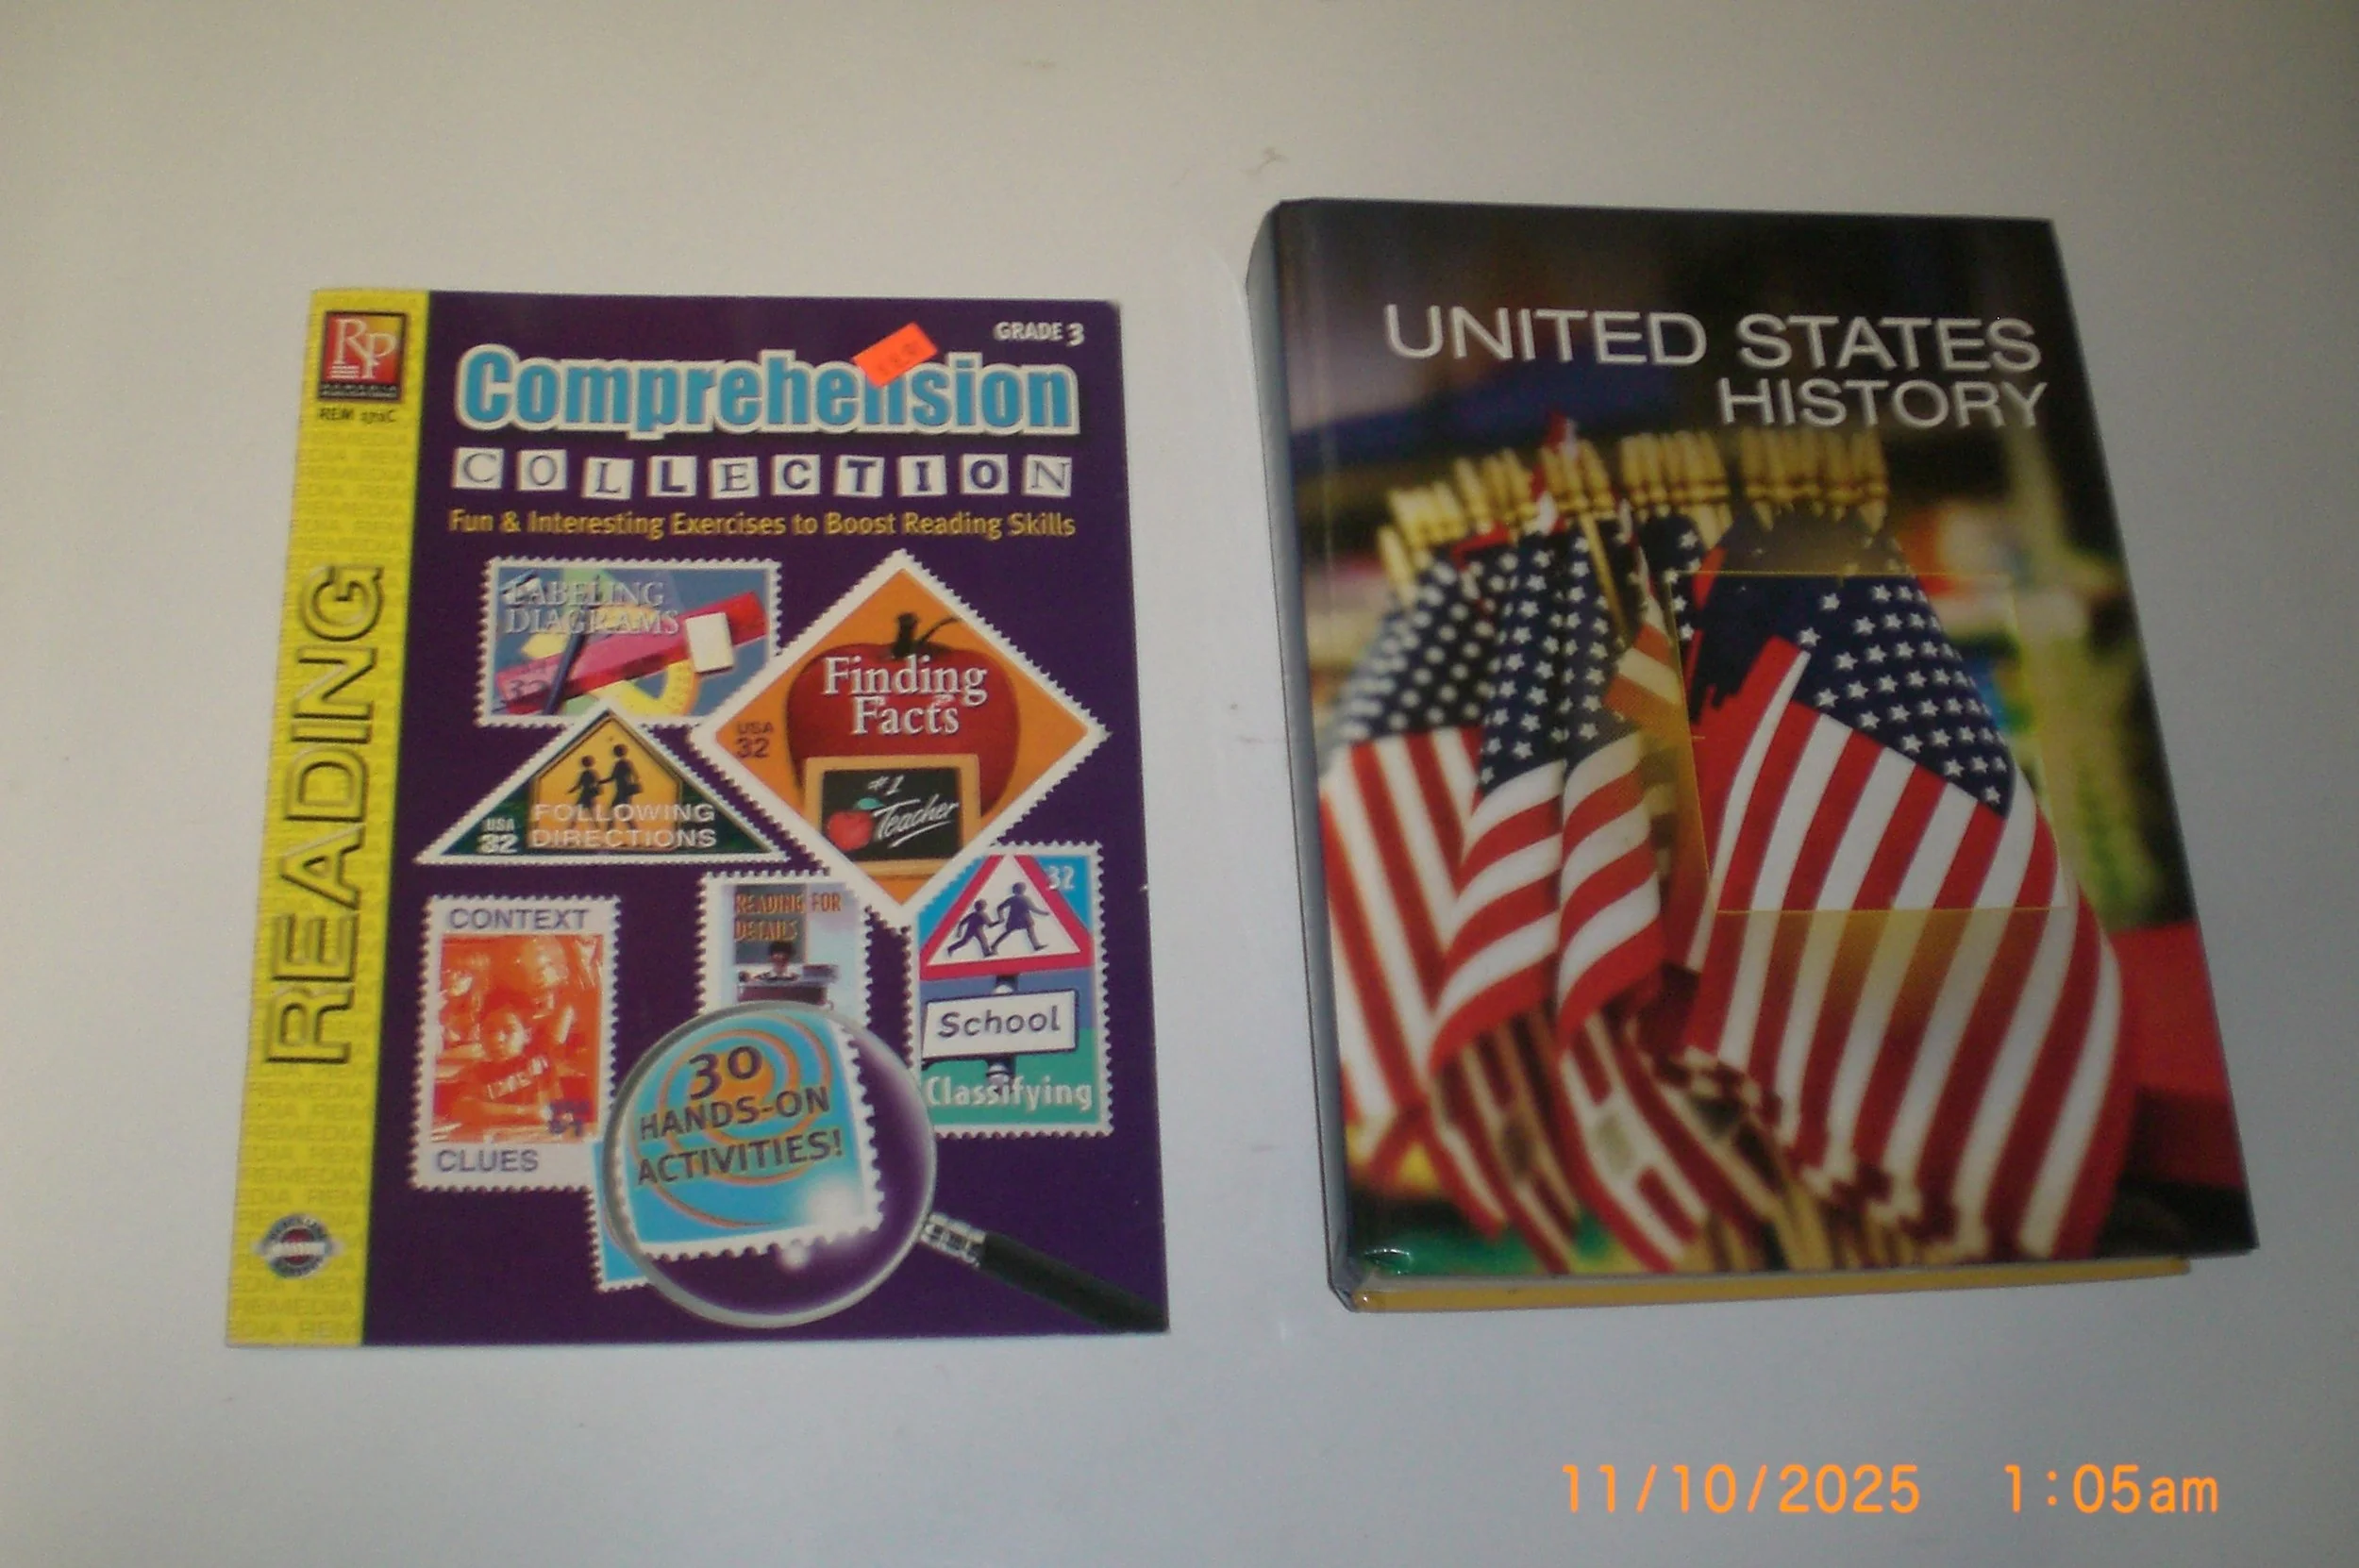 RP
GRADE 3
Comprehension
COLLECTION
Fun & Interesting Exercises to Boost Reading Skills
READING
LABELING
DIAGRAMS
Finding
Facts
USA
32
#1
Teacher
FOLLOWING
DIRECTIONS
USA
32
CONTEXT
CLUES
READING FOR
DETAILS
32
School
Classifying
30
HANDS-ON
ACTIVITIES!
UNITED STATES
HISTORY
11/10/2025 1:05am